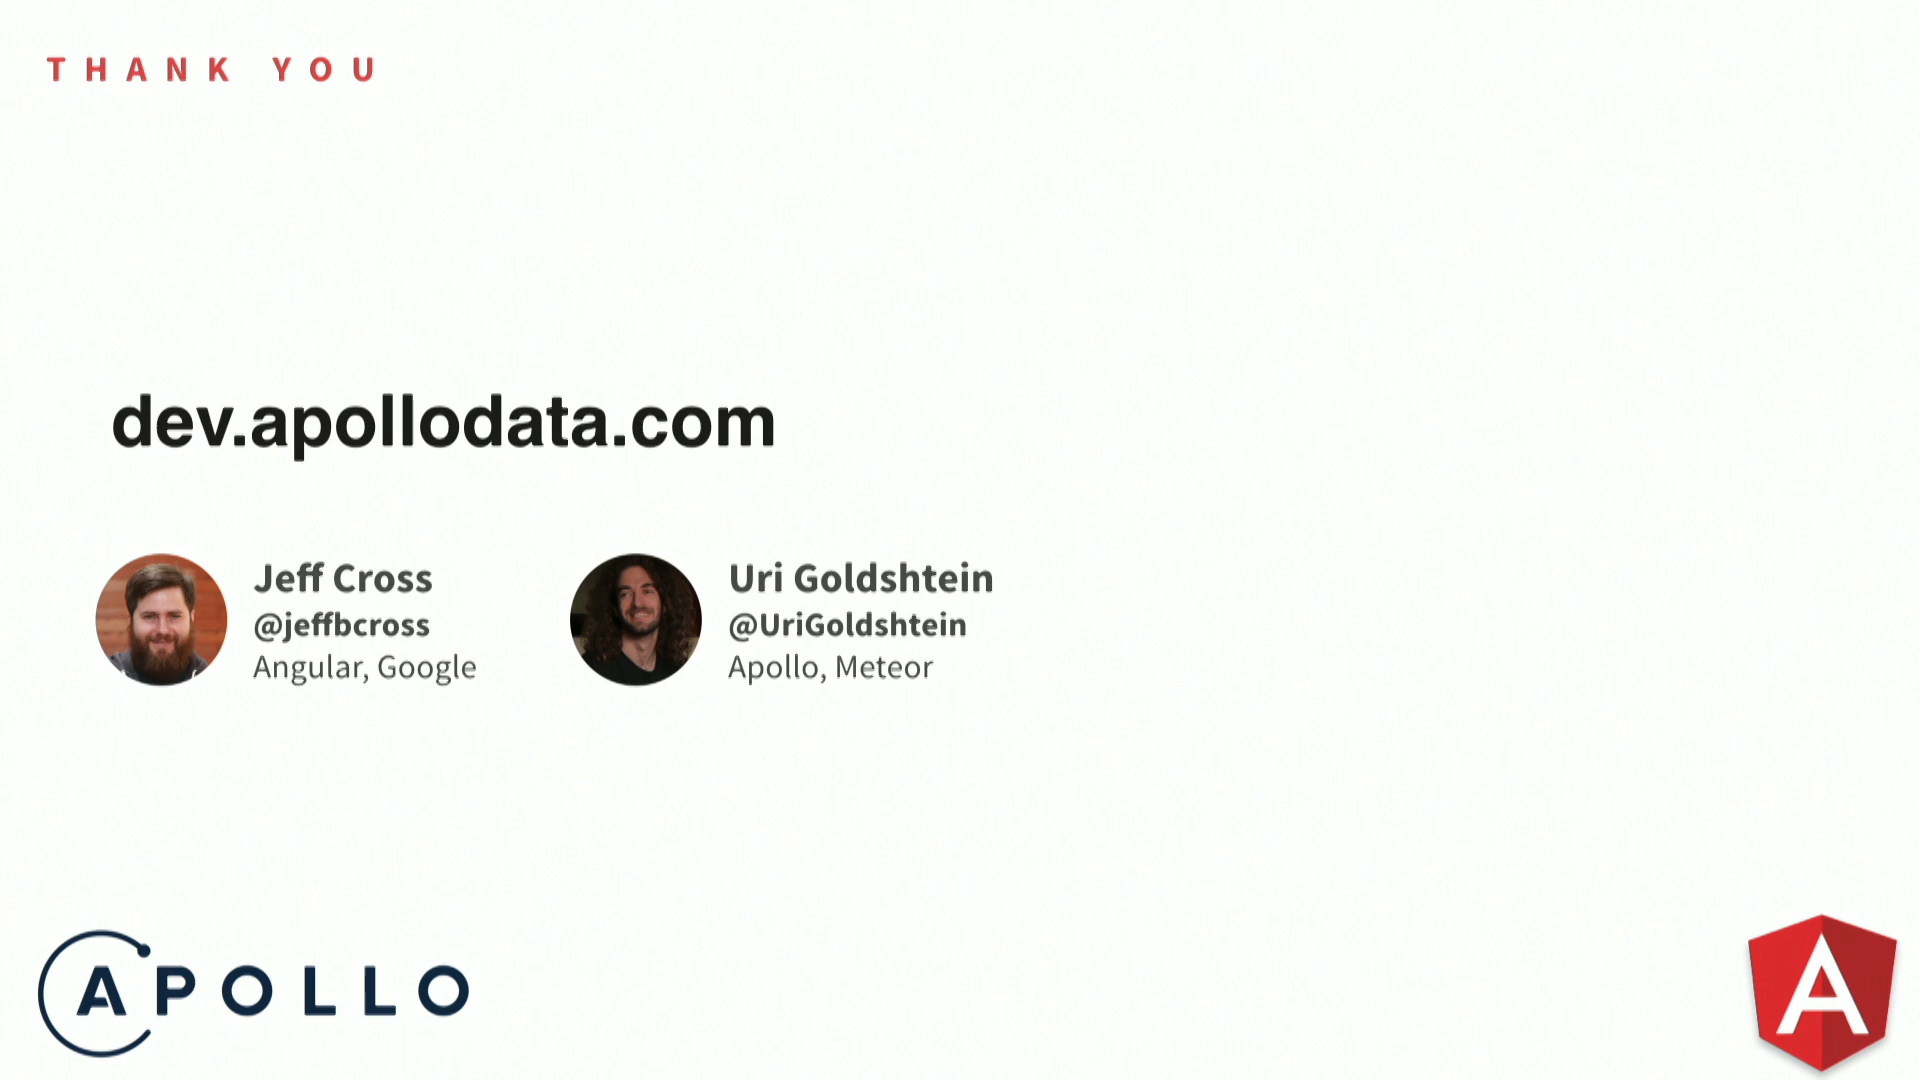 THANK YOU
dev.apollodata.com
Jeff Cross
@jeffbcross
Angular, Google
Uri Goldshtein
@UriGoldshtein
Apollo, Meteor
APOLLO
A